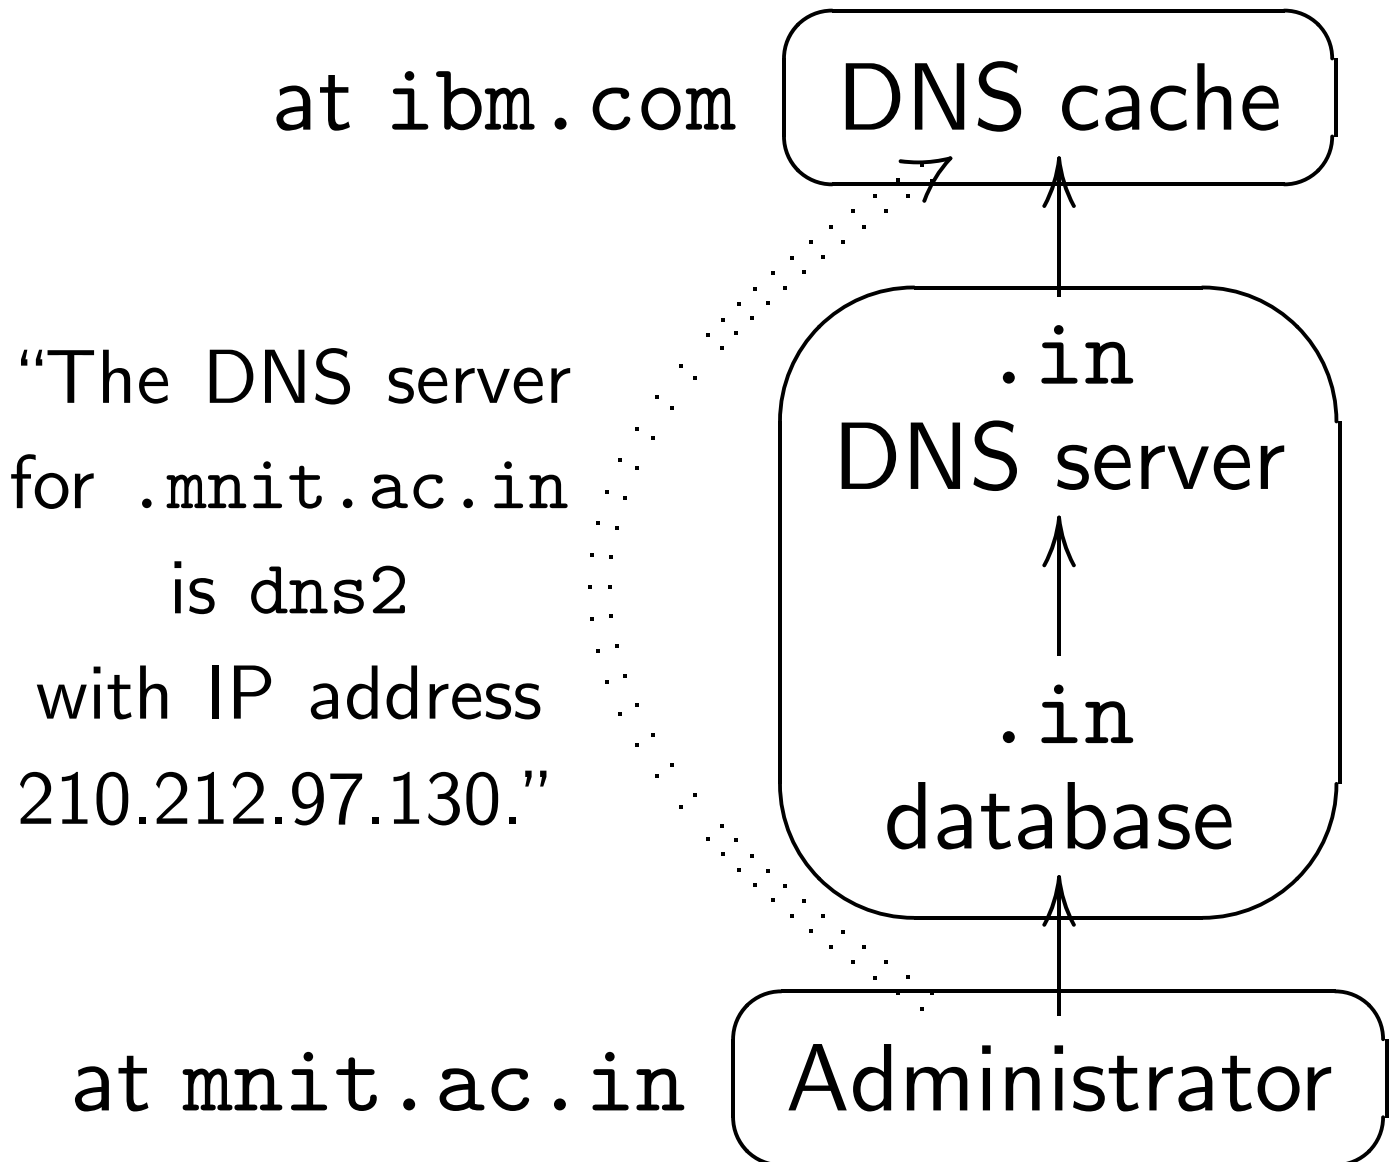 at ibm.com DNS cache
“The DNS server
for .mnit.ac.in
is dns2
with IP address
210.212.97.130.”
.in
DNS server
.in
database
at mnit.ac.in Administrator